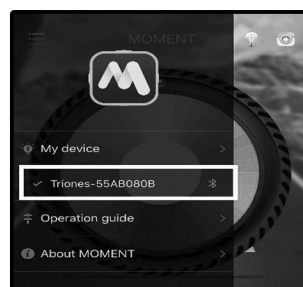 MOMENT
My device
Triones-55AB080B
Operation guide
About MOMENT